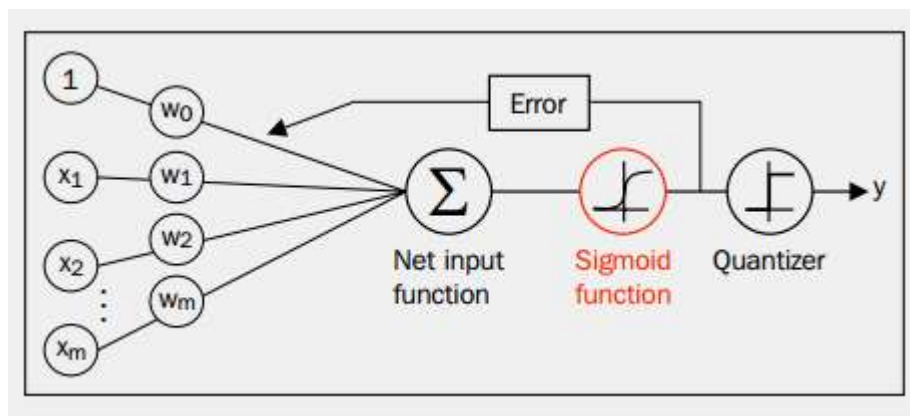 1
w0
Error
x1
w1
Σ
y
x2
w2
wm
xm
Net input
function
Sigmoid
function
Quantizer